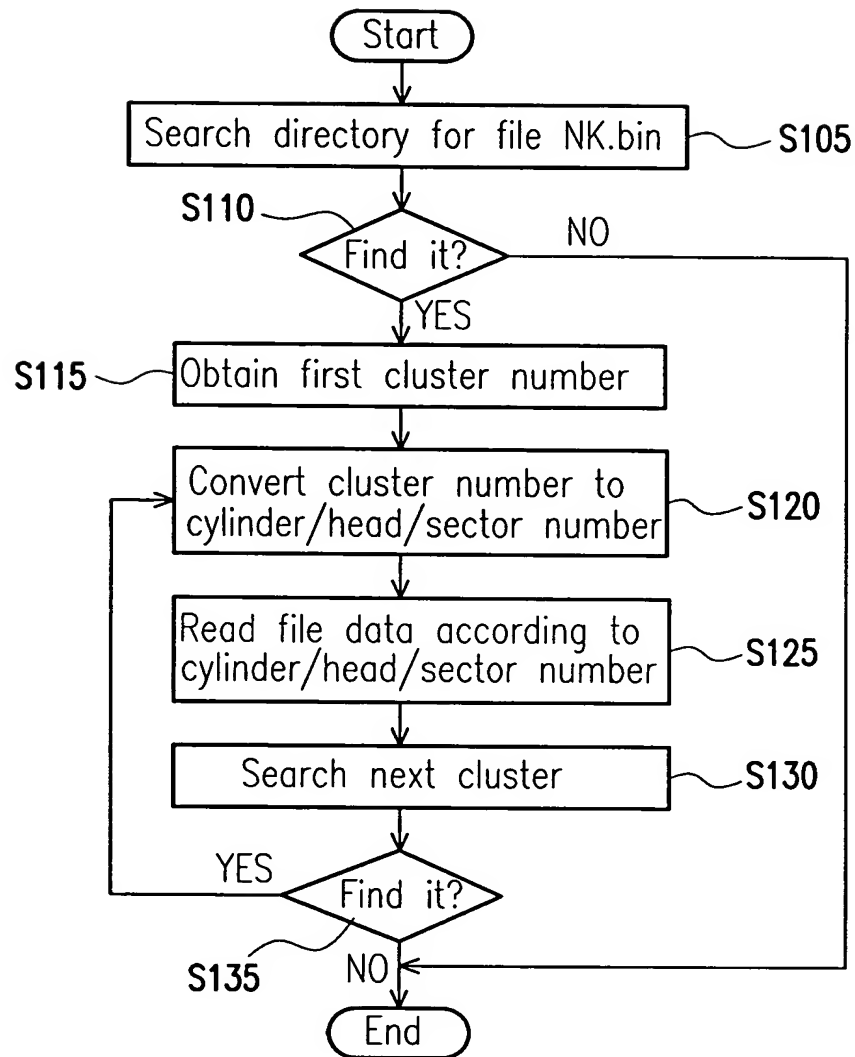 Start
Search directory for file NK.bin
S105
S110
Find it?
NO
YES
S115
Obtain first cluster number
Convert cluster number to
cylinder/head/sector number
S120
Read file data according to
cylinder/head/sector number
S125
Search next cluster
S130
YES
Find it?
S135
NO
End